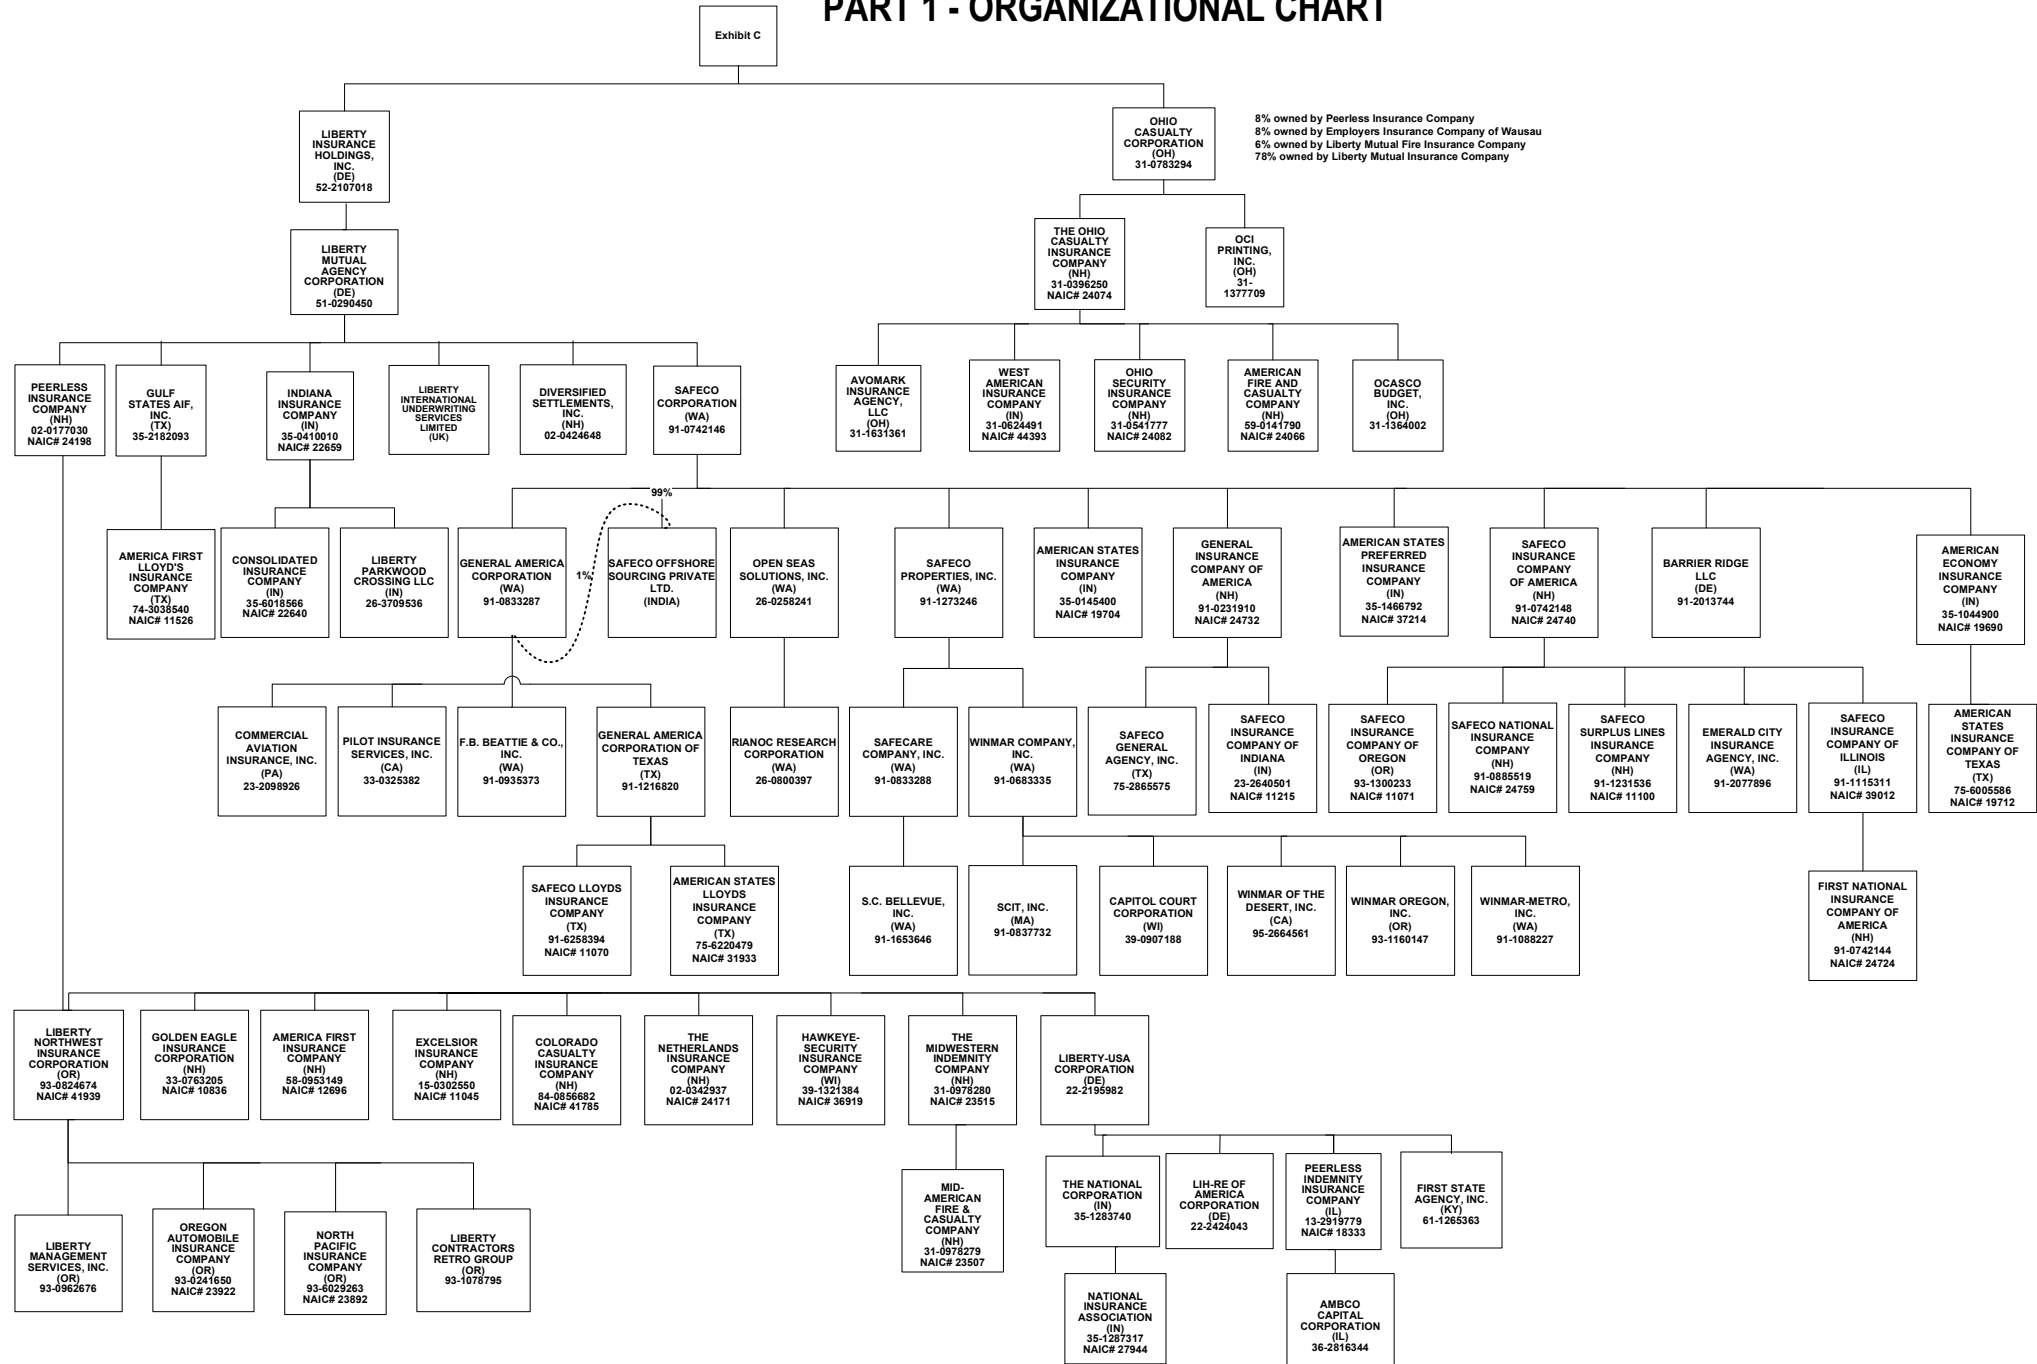 PART 1 - ORGANIZATIONAL CHART
Exhibit C
LIBERTY
INSURANCE
HOLDINGS,
INC.
(DE)
52-2107018
OHIO
CASUALTY
CORPORATION
(OH)
31-0783294
8% owned by Peerless Insurance Company
8% owned by Employers Insurance Company of Wausau
6% owned by Liberty Mutual Fire Insurance Company
78% owned by Liberty Mutual Insurance Company
LIBERTY
MUTUAL
AGENCY
CORPORATION
(DE)
51-0290450
THE OHIO
CASUALTY
INSURANCE
COMPANY
(NH)
31-0396250
NAIC# 24074
OCI
PRINTING,
INC.
(OH)
31-
1377709
PEERLESS
INSURANCE
COMPANY
(NH)
02-0177030
NAIC# 24198
GULF
STATES AIF,
INC.
(TX)
35-2182093
INDIANA
INSURANCE
COMPANY
(IN)
35-0410010
NAIC# 22659
LIBERTY
INTERNATIONAL
UNDERWRITING
SERVICES
LIMITED
(UK)
DIVERSIFIED
SETTLEMENTS,
INC.
(NH)
02-0424648
SAFECO
CORPORATION
(WA)
91-0742146
AVOMARK
INSURANCE
AGENCY,
LLC
(OH)
31-1631361
WEST
AMERICAN
INSURANCE
COMPANY
(IN)
31-0624491
NAIC# 44393
OHIO
SECURITY
INSURANCE
COMPANY
(NH)
31-0541777
NAIC# 24082
AMERICAN
FIRE AND
CASUALTY
COMPANY
(NH)
59-0141790
NAIC# 24066
OCASCO
BUDGET,
INC.
(OH)
31-1364002
99%
1%
AMERICA FIRST
LLOYD'S
INSURANCE
COMPANY
(TX)
74-3038540
NAIC# 11526
CONSOLIDATED
INSURANCE
COMPANY
(IN)
35-6018566
NAIC# 22640
LIBERTY
PARKWOOD
CROSSING LLC
(IN)
26-3709536
GENERAL AMERICA
CORPORATION
(WA)
91-0833287
SAFECO OFFSHORE
SOURCING PRIVATE
LTD.
(INDIA)
OPEN SEAS
SOLUTIONS, INC.
(WA)
26-0258241
SAFECO
PROPERTIES, INC.
(WA)
91-1273246
AMERICAN STATES
INSURANCE
COMPANY
(IN)
35-0145400
NAIC# 19704
GENERAL
INSURANCE
COMPANY OF
AMERICA
(NH)
91-0231910
NAIC# 24732
AMERICAN STATES
PREFERRED
INSURANCE
COMPANY
(IN)
35-1466792
NAIC# 37214
SAFECO
INSURANCE
COMPANY
OF AMERICA
(NH)
91-0742148
NAIC# 24740
BARRIER RIDGE
LLC
(DE)
91-2013744
AMERICAN
ECONOMY
INSURANCE
COMPANY
(IN)
35-1044900
NAIC# 19690
COMMERCIAL
AVIATION
INSURANCE, INC.
(PA)
23-2098926
PILOT INSURANCE
SERVICES, INC.
(CA)
33-0325382
F.B. BEATTIE & CO.,
INC.
(WA)
91-0935373
GENERAL AMERICA
CORPORATION OF
TEXAS
(TX)
91-1216820
RIANOC RESEARCH
CORPORATION
(WA)
26-0800397
SAFECARE
COMPANY, INC.
(WA)
91-0833288
WINMAR COMPANY,
INC.
(WA)
91-0683335
SAFECO
GENERAL
AGENCY, INC.
(TX)
75-2865575
SAFECO
INSURANCE
COMPANY OF
INDIANA
(IN)
23-2640501
NAIC# 11215
SAFECO
INSURANCE
COMPANY OF
OREGON
(OR)
93-1300233
NAIC# 11071
SAFECO NATIONAL
INSURANCE
COMPANY
(NH)
91-0885519
NAIC# 24759
SAFECO
SURPLUS LINES
INSURANCE
COMPANY
(NH)
91-1231536
NAIC# 11100
EMERALD CITY
INSURANCE
AGENCY, INC.
(WA)
91-2077896
SAFECO
INSURANCE
COMPANY OF
ILLINOIS
(IL)
91-1115311
NAIC# 39012
AMERICAN
STATES
INSURANCE
COMPANY OF
TEXAS
(TX)
75-6005586
NAIC# 19712
SAFECO LLOYDS
INSURANCE
COMPANY
(TX)
91-6258394
NAIC# 11070
AMERICAN STATES
LLOYDS
INSURANCE
COMPANY
(TX)
75-6220479
NAIC# 31933
S.C. BELLEVUE,
INC.
(WA)
91-1653646
SCIT, INC.
(MA)
91-0837732
CAPITOL COURT
CORPORATION
(WI)
39-0907188
WINMAR OF THE
DESERT, INC.
(CA)
95-2664561
WINMAR OREGON,
INC.
(OR)
93-1160147
WINMAR-METRO,
INC.
(WA)
91-1088227
FIRST NATIONAL
INSURANCE
COMPANY OF
AMERICA
(NH)
91-0742144
NAIC# 24724
LIBERTY
NORTHWEST
INSURANCE
CORPORATION
(OR)
93-0824674
NAIC# 41939
GOLDEN EAGLE
INSURANCE
CORPORATION
(NH)
33-0763205
NAIC# 10836
AMERICA FIRST
INSURANCE
COMPANY
(NH)
58-0953149
NAIC# 12696
EXCELSIOR
INSURANCE
COMPANY
(NH)
15-0302550
NAIC# 11045
COLORADO
CASUALTY
INSURANCE
COMPANY
(NH)
84-0856682
NAIC# 41785
THE
NETHERLANDS
INSURANCE
COMPANY
(NH)
02-0342937
NAIC# 24171
HAWKEYE-
SECURITY
INSURANCE
COMPANY
(WI)
39-1321384
NAIC# 36919
THE
MIDWESTERN
INDEMNITY
COMPANY
(NH)
31-0978280
NAIC# 23515
LIBERTY-USA
CORPORATION
(DE)
22-2195982
LIBERTY
MANAGEMENT
SERVICES, INC.
(OR)
93-0962676
OREGON
AUTOMOBILE
INSURANCE
COMPANY
(OR)
93-0241650
NAIC# 23922
NORTH
PACIFIC
INSURANCE
COMPANY
(OR)
93-6029263
NAIC# 23892
LIBERTY
CONTRACTORS
RETRO GROUP
(OR)
93-1078795
MID-
AMERICAN
FIRE &
CASUALTY
COMPANY
(NH)
31-0978279
NAIC# 23507
THE NATIONAL
CORPORATION
(IN)
35-1283740
LIH-RE OF
AMERICA
CORPORATION
(DE)
22-2424043
PEERLESS
INDEMNITY
INSURANCE
COMPANY
(IL)
13-2919779
NAIC# 18333
FIRST STATE
AGENCY, INC.
(KY)
61-1265363
NATIONAL
INSURANCE
ASSOCIATION
(IN)
35-1287317
NAIC# 27944
AMBCO
CAPITAL
CORPORATION
(IL)
36-2816344